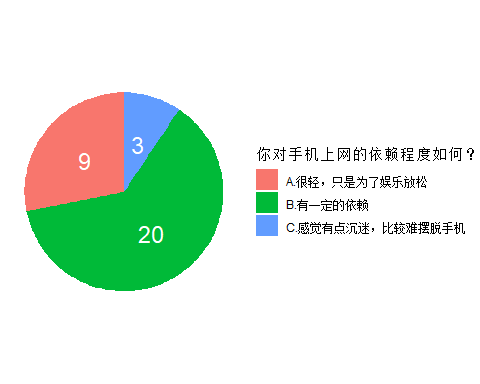 你对手机上网的依赖程度如何？
A.很轻，只是为了娱乐放松
B.有一定的依赖
C.感觉有点沉迷，比较难摆脱手机
9
3
20